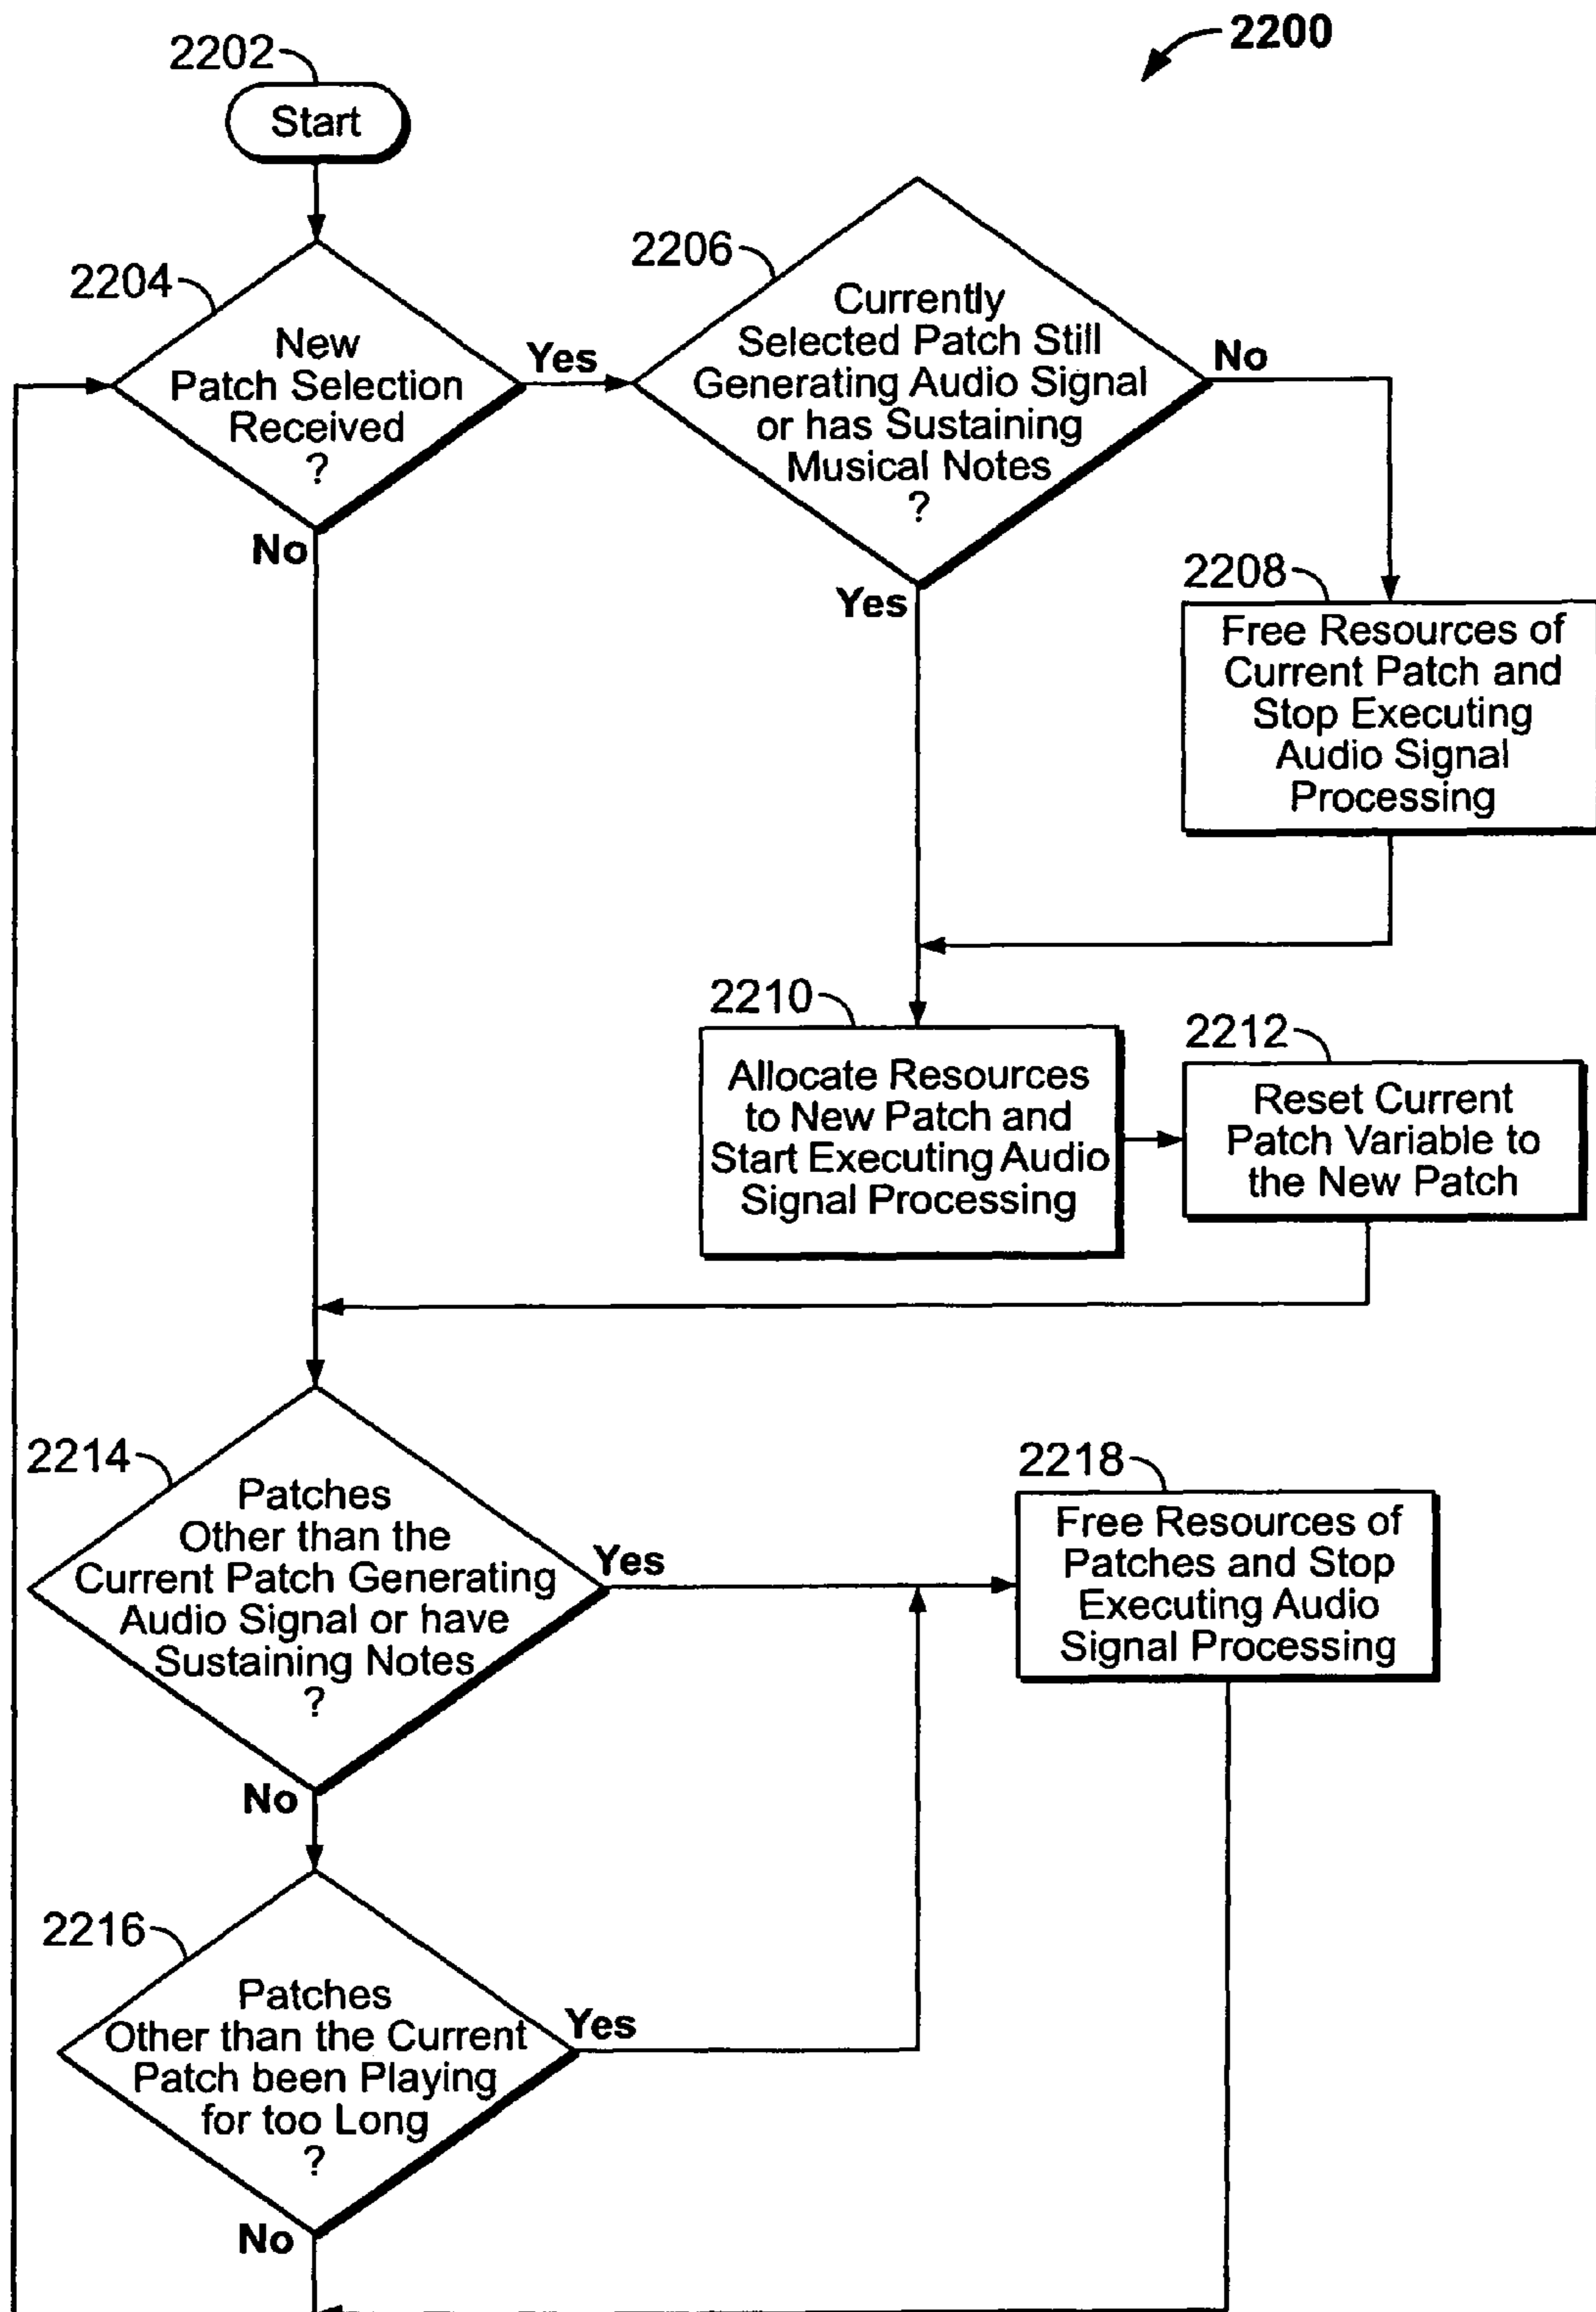 2200
2202
Start
2204
New
Patch Selection
Received
?
Yes
No
2206
Currently
Selected Patch Still
Generating Audio Signal
or has Sustaining
Musical Notes
?
No
Yes
2208
Free Resources of
Current Patch and
Stop Executing
Audio Signal
Processing
2210
Allocate Resources
to New Patch and
Start Executing Audio
Signal Processing
2212
Reset Current
Patch Variable to
the New Patch
2214
Patches
Other than the
Current Patch Generating
Audio Signal or have
Sustaining Notes
?
Yes
No
2218
Free Resources of
Patches and Stop
Executing Audio
Signal Processing
2216
Patches
Other than the Current
Patch been Playing
for too Long
?
Yes
No